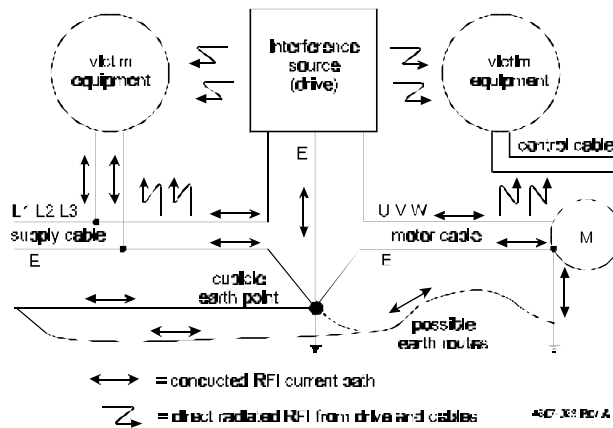 victim
equipment
Interference
source
(drive)
victim
equipment
control cable
E
L1 L2 L3
U V W
supply cable
motor cable
M
E
E
cubicle
earth point
possible
earth routes
= conducted RFI current path
= direct radiated RFI from drive and cables